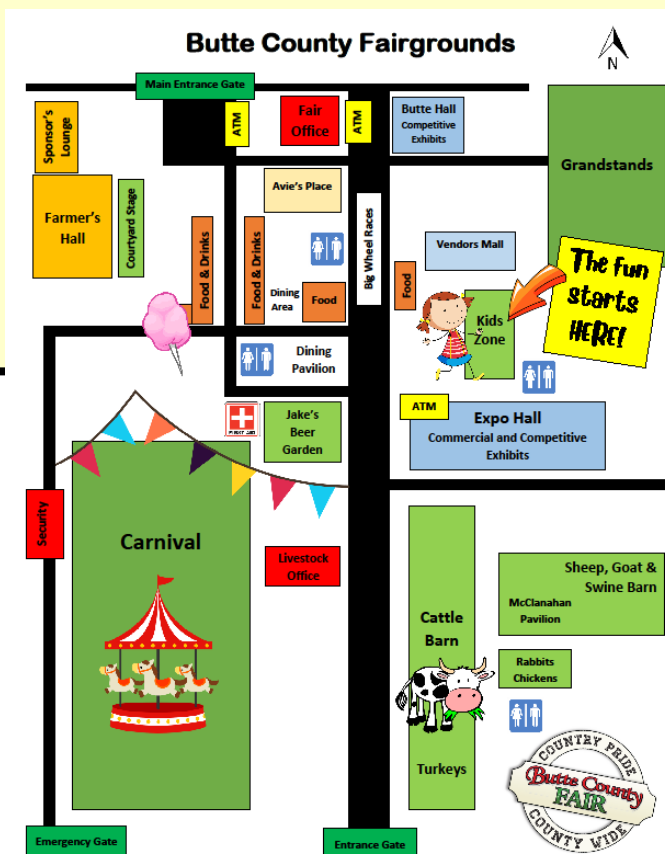 Butte County Fairgrounds
N
Main Entrance Gate
Sponsor's
Lounge
ATM
Fair
Office
ATM
Butte Hall
Competitive
Exhibits
Grandstands
Farmer's
Hall
Courtyard Stage
Avie's Place
Big Wheel Races
Food & Drinks
Food & Drinks
Dining
Area
Food
Food
Vendors Mall
Kids
Zone
The fun
starts
HERE!
Dining
Pavilion
FIRST AID
Jake's
Beer
Garden
ATM
Expo Hall
Commercial and Competitive
Exhibits
Security
Carnival
Livestock
Office
Cattle
Barn
Turkeys
Sheep, Goat &
Swine Barn
McClanahan
Pavilion
Rabbits
Chickens
COUNTRY PRIDE
Butte County
FAIR
COUNTY WIDE
Emergency Gate
Entrance Gate